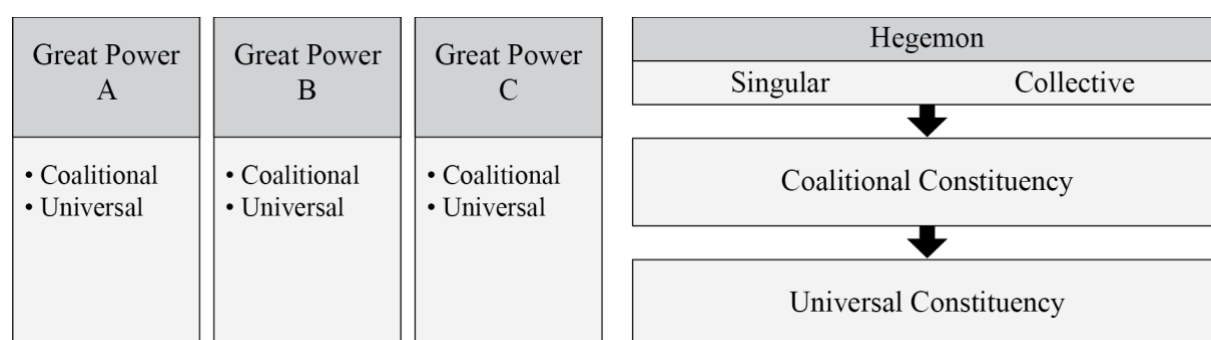 Great Power
A
• Coalitional
• Universal
Great Power
B
• Coalitional
• Universal
Great Power
C
• Coalitional
• Universal
Hegemon
Singular Collective
Coalitional Constituency
Universal Constituency